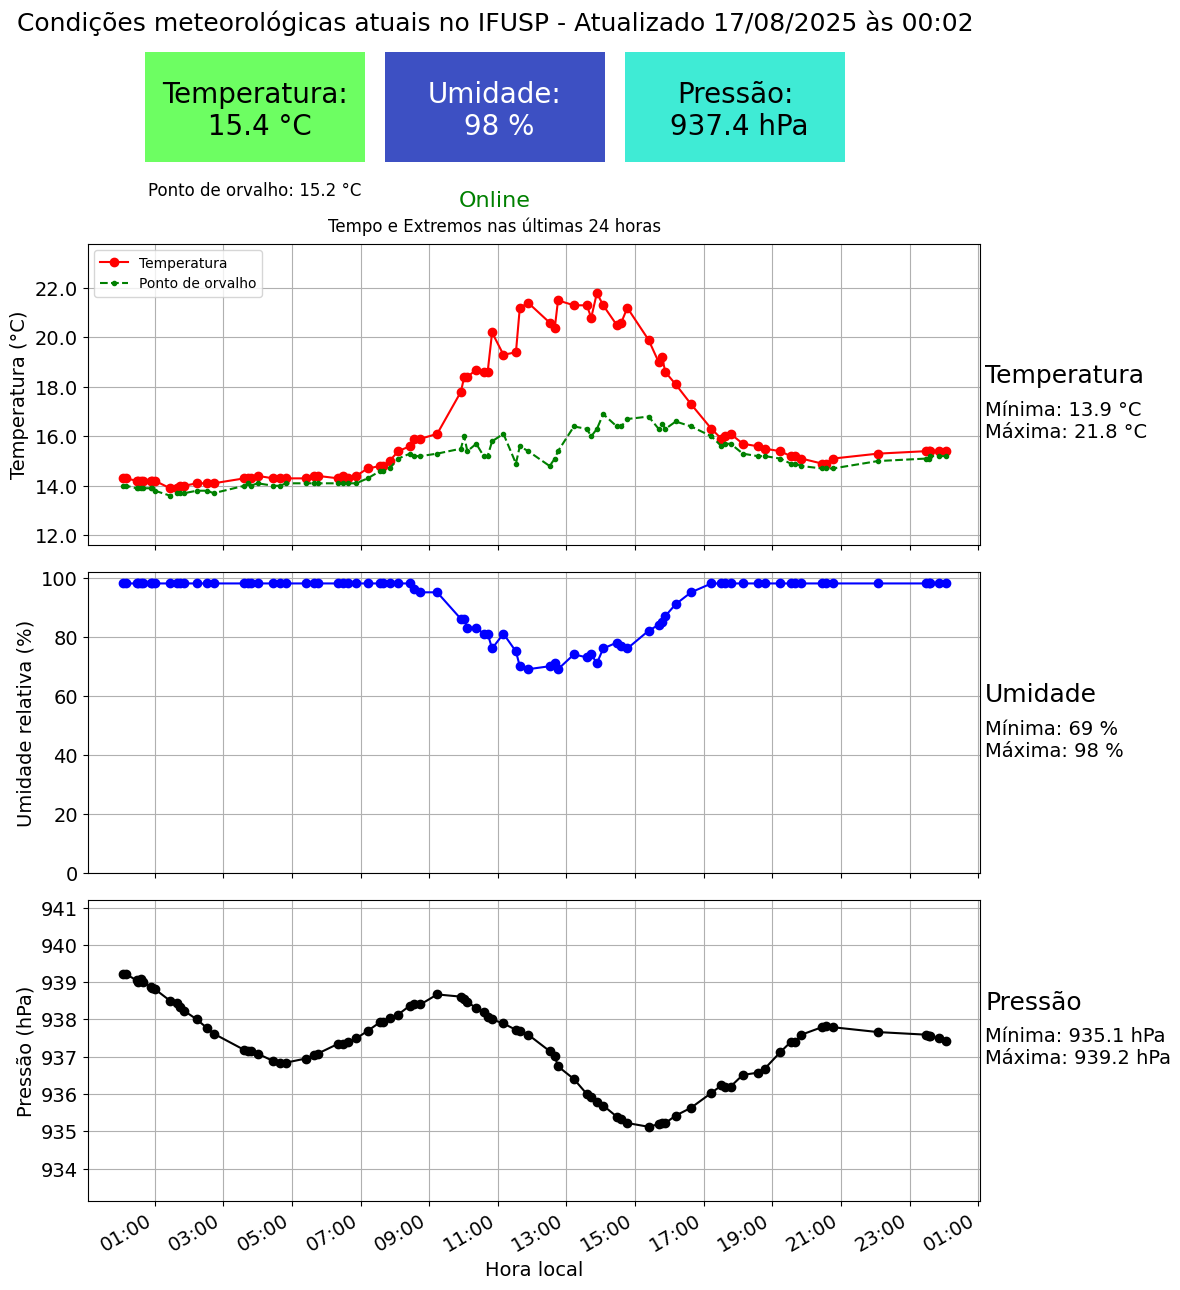 Condições meteorológicas atuais no IFUSP - Atualizado 17/08/2025 às 00:02
Temperatura:
15.4 °C
Umidade:
98 %
Pressão:
937.4 hPa
Ponto de orvalho: 15.2 °C
Online
Tempo e Extremos nas últimas 24 horas
Temperatura
Ponto de orvalho
Temperatura (°C)
22.0
20.0
18.0
16.0
14.0
12.0
Temperatura
Mínima: 13.9 °C
Máxima: 21.8 °C
Umidade relativa (%)
100
80
60
40
20
0
Umidade
Mínima: 69 %
Máxima: 98 %
Pressão (hPa)
941
940
939
938
937
936
935
934
Pressão
Mínima: 935.1 hPa
Máxima: 939.2 hPa
01:00 03:00 05:00 07:00 09:00 11:00 13:00 15:00 17:00 19:00 21:00 23:00 01:00
Hora local